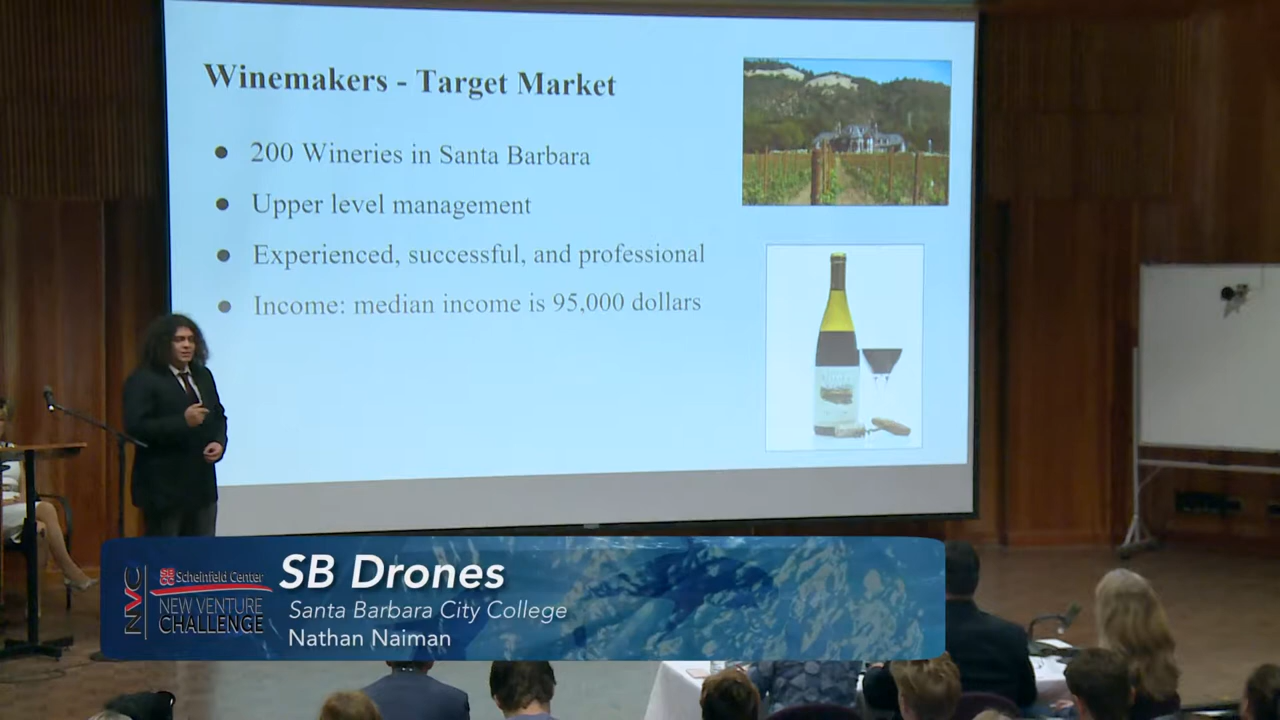 Winemakers - Target Market
● 200 Wineries in Santa Barbara
● Upper level management
● Experienced, successful, and professional
● Income: median income is 95,000 dollars
NVC
SBCC Scheinfeld Center
NEW VENTURE
CHALLENGE
SB Drones
Santa Barbara City College
Nathan Naiman